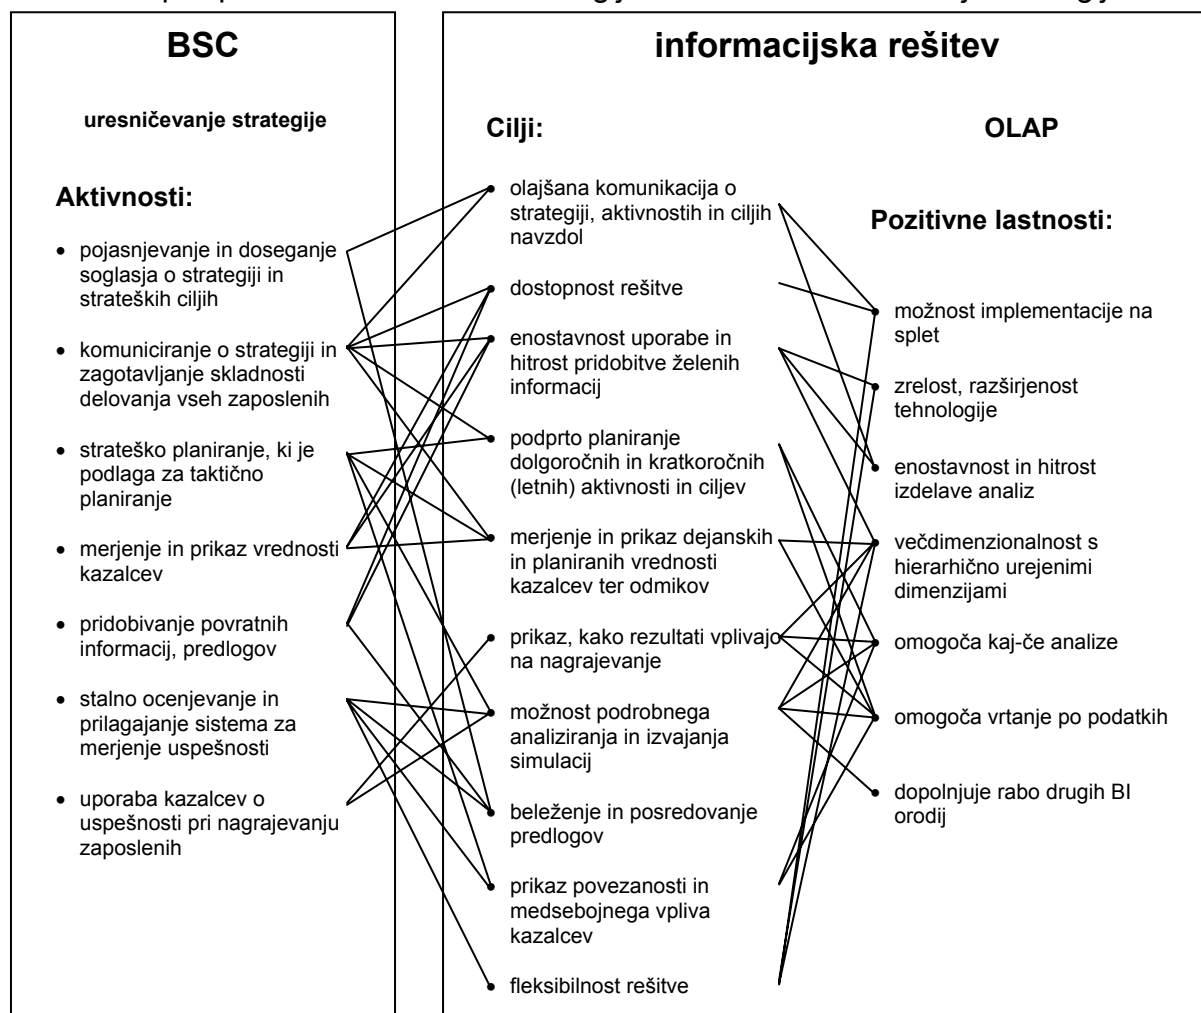 BSC
uresničevanje strategije
Aktivnosti:
• pojasnjevanje in doseganje
soglasja o strategiji in
strateških ciljih
• komuniciranje o strategiji in
zagotavljanje skladnosti
delovanja vseh zaposlenih
• strateško planiranje, ki je
podlaga za taktično
planiranje
• merjenje in prikaz vrednosti
kazalcev
• pridobivanje povratnih
informacij, predlogov
• stalno ocenjevanje in
prilagajanje sistema za
merjenje uspešnosti
• uporaba kazalcev o
uspešnosti pri nagrajevanju
zaposlenih
informacijska rešitev
Cilji:
• olajšana komunikacija o
strategiji, aktivnostih in ciljih
navzdol
• dostopnost rešitve
• enostavnost uporabe in
hitrost pridobitve želenih
informacij
• podprto planiranje
dolgoročnih in kratkoročnih
(letnih) aktivnosti in ciljev
• merjenje in prikaz dejanskih
in planiranih vrednosti
kazalcev ter odmikov
• prikaz, kako rezultati vplivajo
na nagrajevanje
• možnost podrobnega
analiziranja in izvajanja
simulacij
• beleženje in posredovanje
predlogov
• prikaz povezanosti in
medsebojnega vpliva
kazalcev
• fleksibilnost rešitve
OLAP
Pozitivne lastnosti:
• možnost implementacije na
splet
• zrelost, razširjenost
tehnologije
• enostavnost in hitrost
izdelave analiz
• večdimenzionalnost s
hierarhično urejenimi
dimenzijami
• omogoča kaj-če analize
• omogoča vrtanje po podatkih
• dopolnjuje rabo drugih BI
orodij